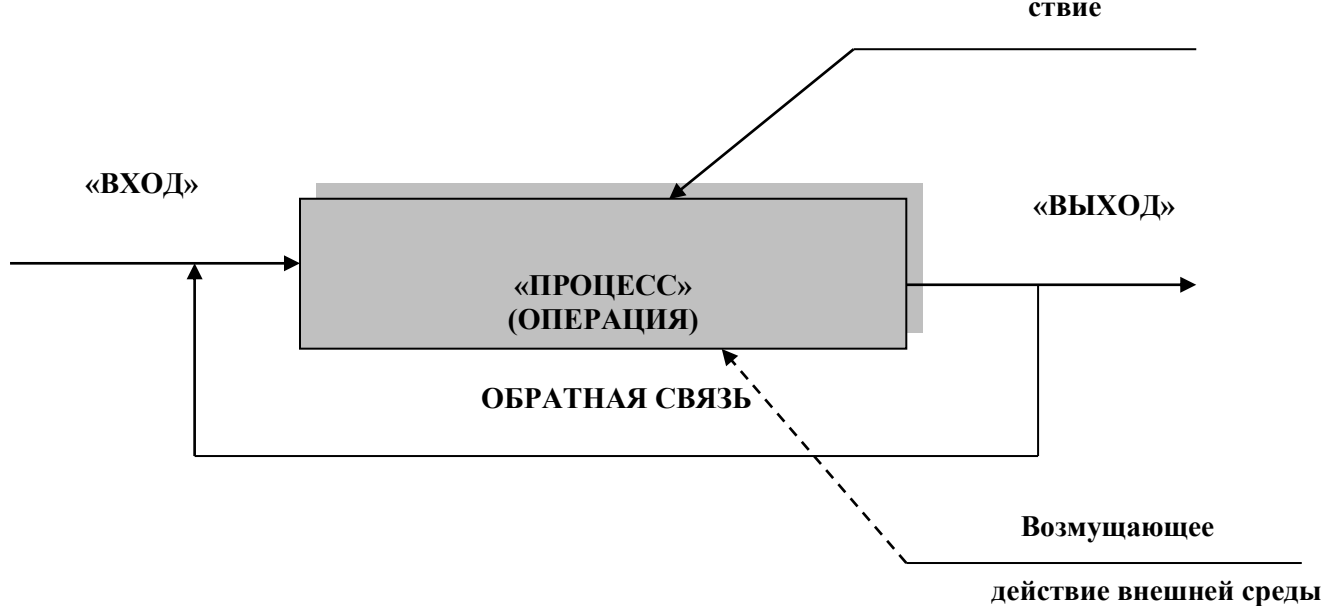 ствие
«ВХОД»
«ВЫХОД»
«ПРОЦЕСС»
(ОПЕРАЦИЯ)
ОБРАТНАЯ СВЯЗЬ
Возмущающее
действие внешней среды